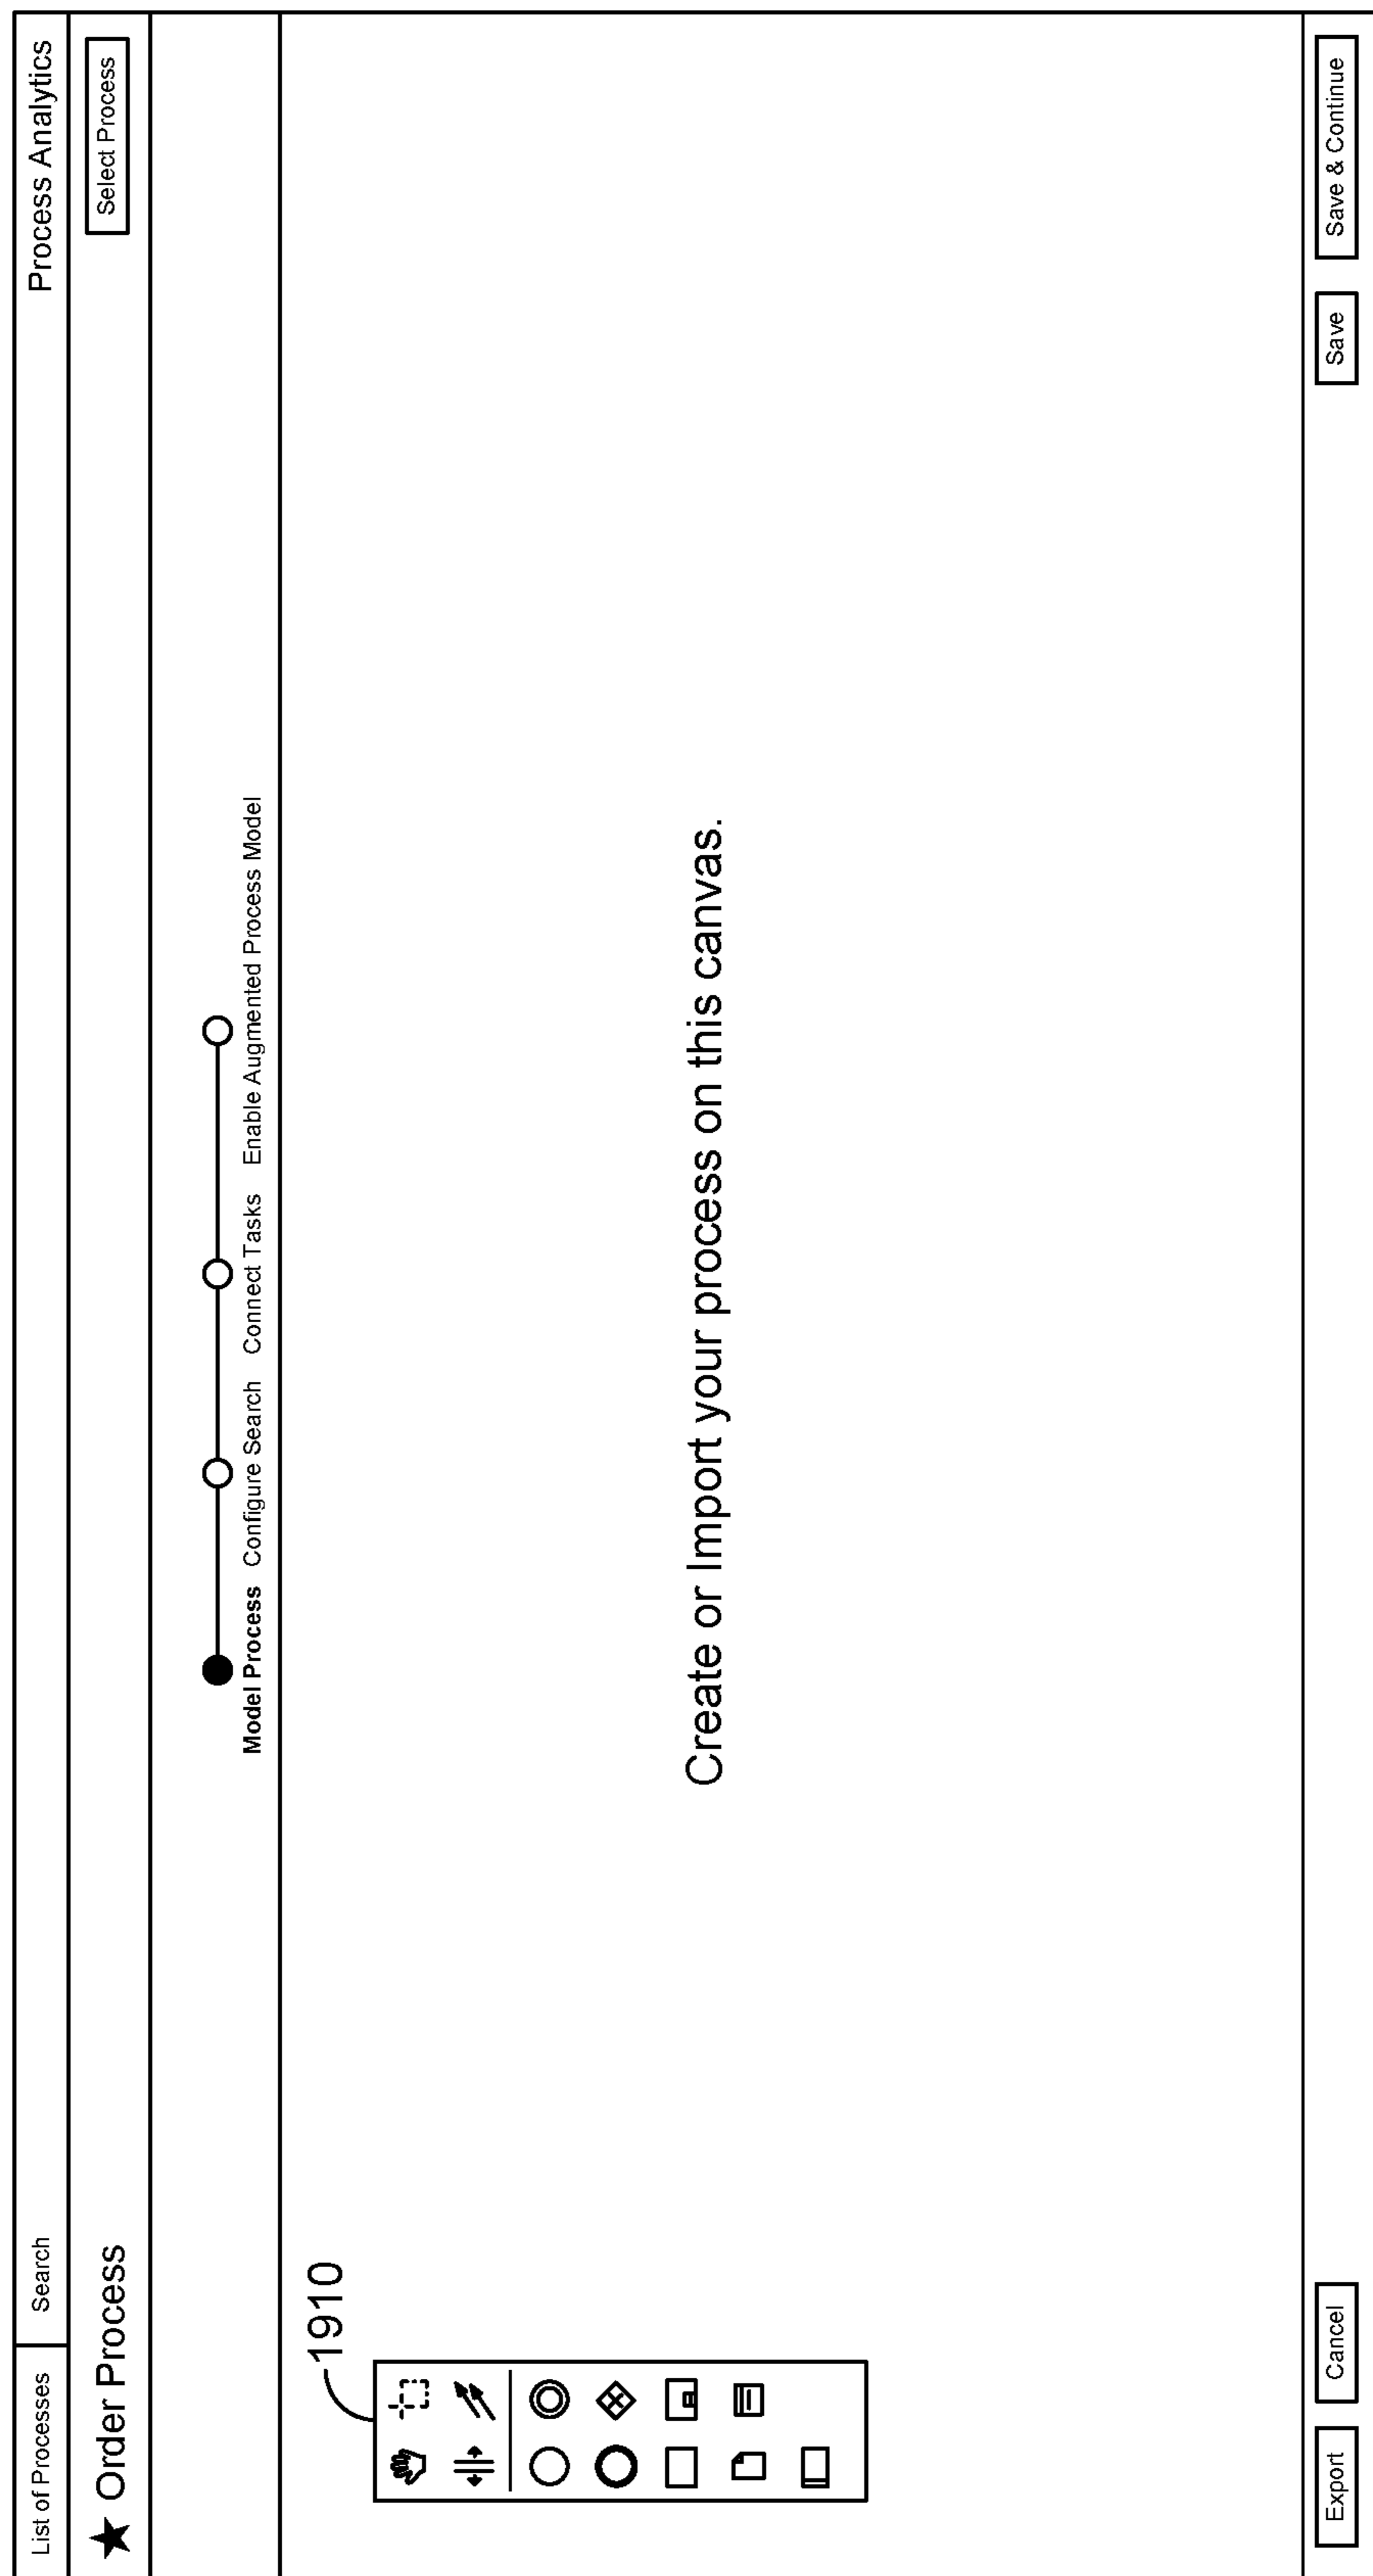 List of Processes Search Process Analytics
★ Order Process Select Process
Model Process Configure Search Connect Tasks Enable Augmented Process Model
1910
Create or Import your process on this canvas.
Export Cancel Save Save & Continue